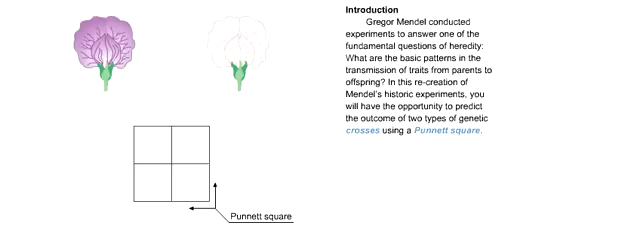 Introduction
Gregor Mendel conducted
experiments to answer one of the
fundamental questions of heredity:
What are the basic patterns in the
transmission of traits from parents to
offspring? In this re-creation of
Mendel's historic experiments, you
will have the opportunity to predict
the outcome of two types of genetic
crosses using a Punnett square.
Punnett square